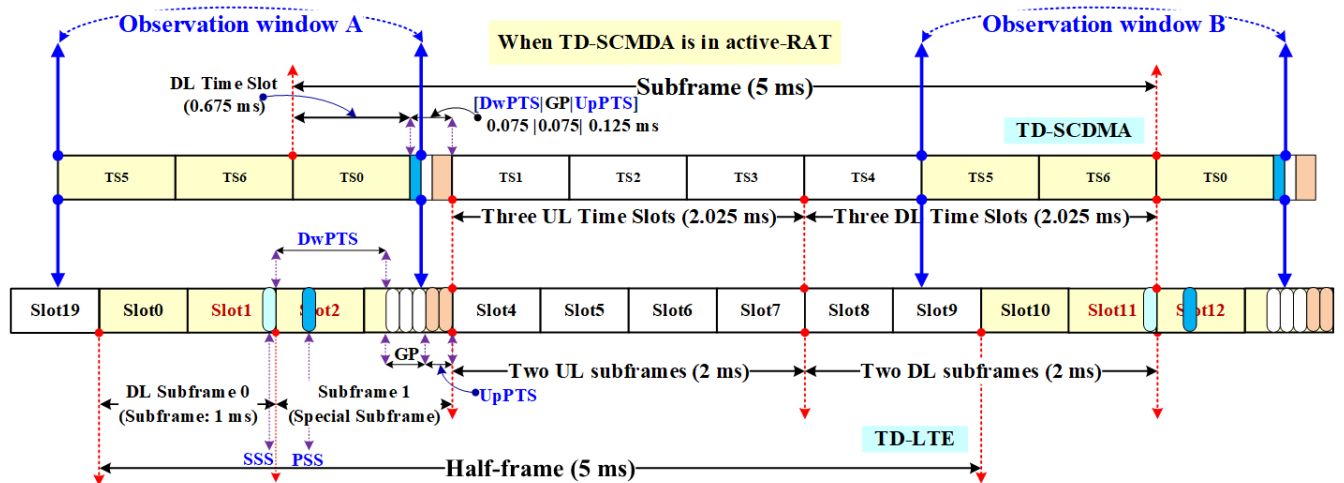 Observation window A
When TD-SCMDA is in active-RAT
Observation window B
DL Time Slot
(0.675 ms)
Subframe (5 ms)
[DwPTS|GP|UpPTS]
0.075 |0.075| 0.125 ms
TD-SCDMA
TS5 TS6 TS0 TS1 TS2 TS3 TS4 TS5 TS6 TS0
Three UL Time Slots (2.025 ms) Three DL Time Slots (2.025 ms)
DwPTS
Slot19 Slot0 Slot1 Slot2 Slot4 Slot5 Slot6 Slot7 Slot8 Slot9 Slot10 Slot11 Slot12
GP
Two UL subframes (2 ms) Two DL subframes (2 ms)
UpPTS
DL Subframe 0
(Subframe: 1 ms)
Subframe 1
(Special Subframe)
TD-LTE
SSS PSS
Half-frame (5 ms)